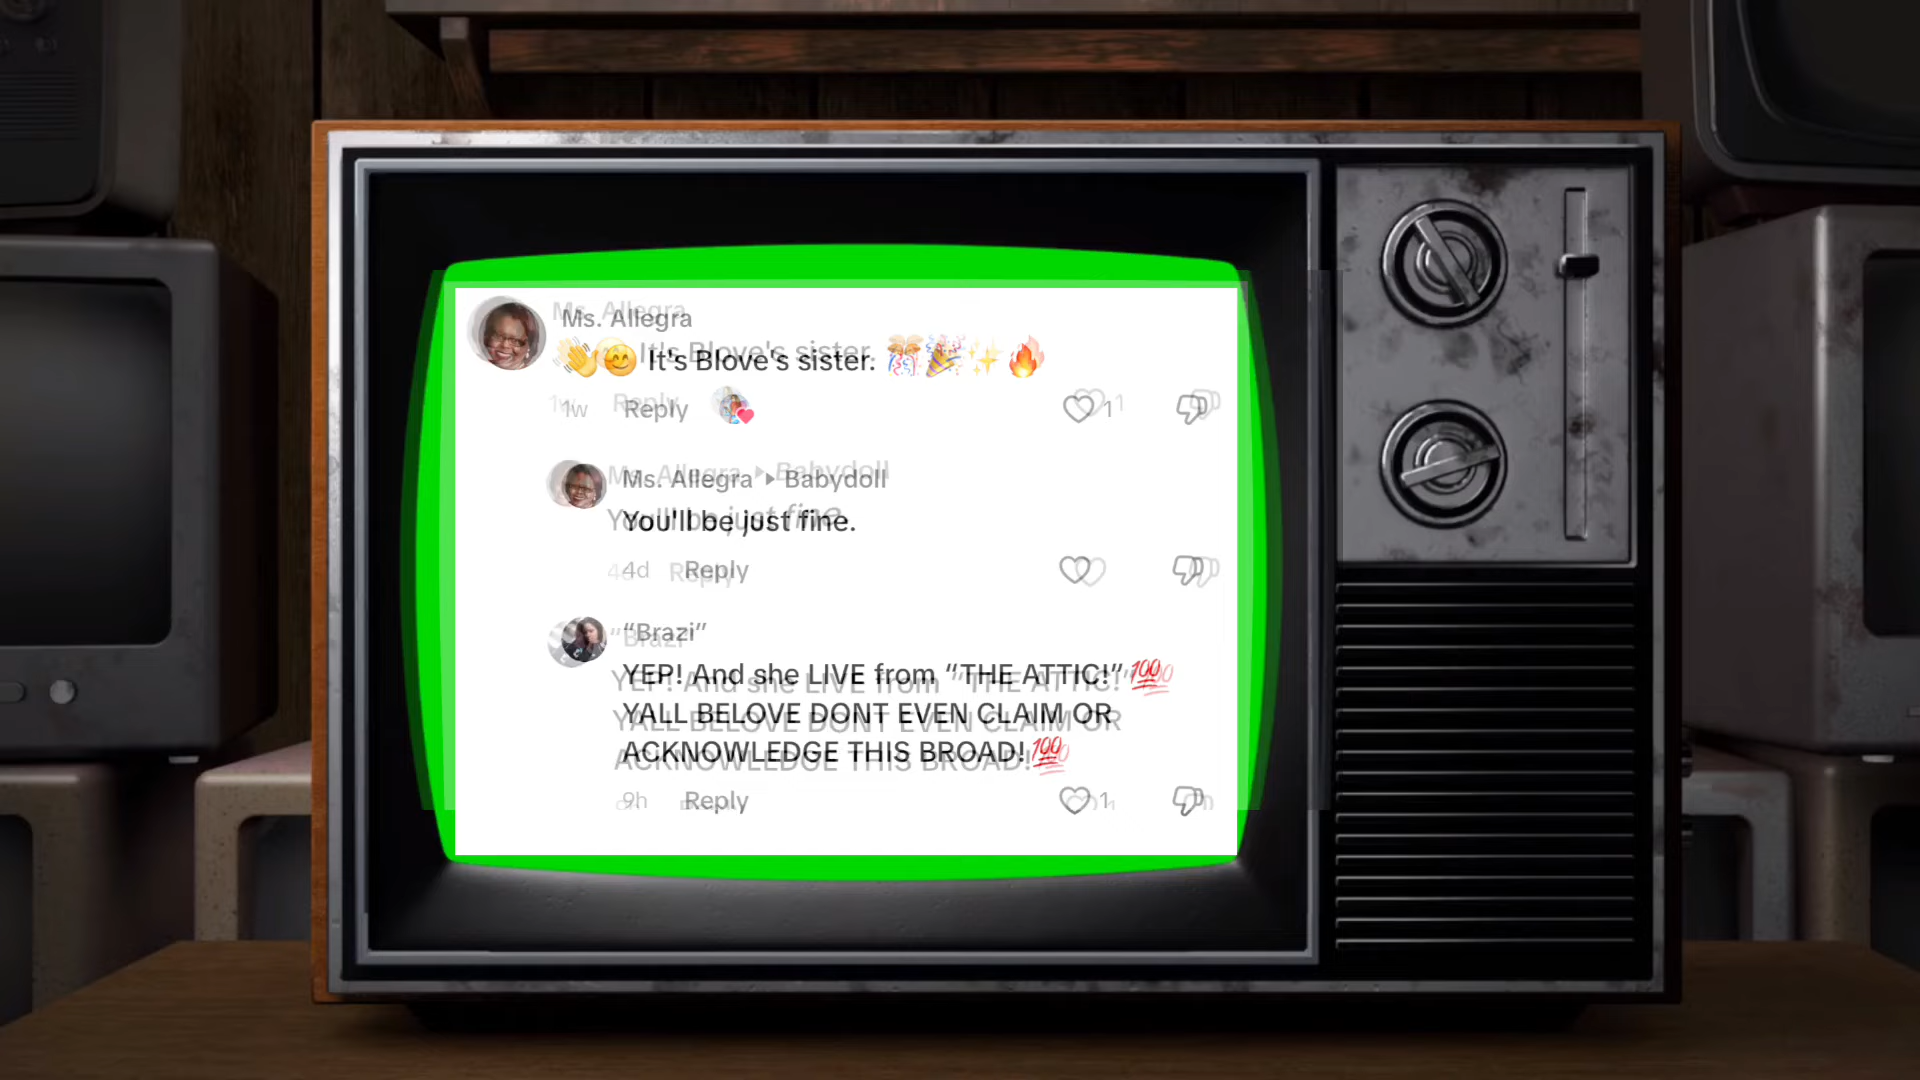 Ms. Allegra
👋😊 It's Blove's sister. 🎊🎉✨🔥
1w Reply 1
Ms. Allegra ▸ Babydoll
You'll be just fine.
4d Reply
“Brazi”
YEP! And she LIVE from “THE ATTIC!”💯
YALL BELOVE DONT EVEN CLAIM OR
ACKNOWLEDGE THIS BROAD!💯
9h Reply 1